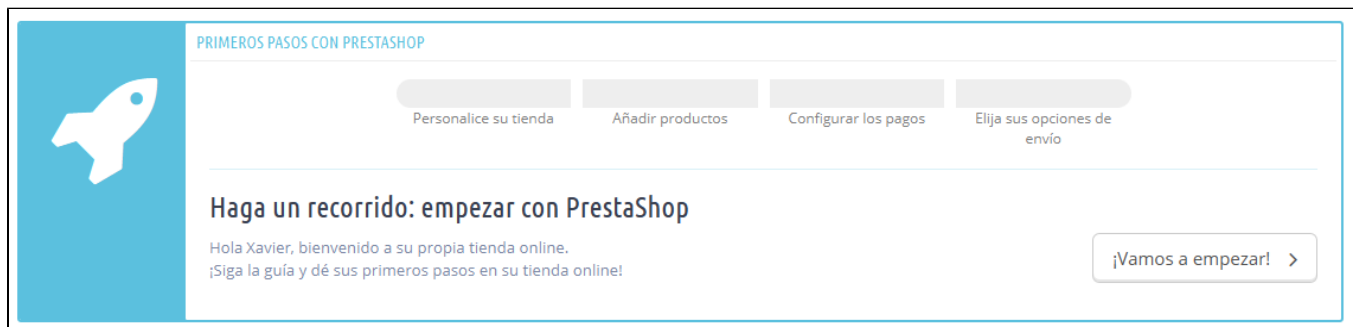 PRIMEROS PASOS CON PRESTASHOP
Personalice su tienda
Añadir productos
Configurar los pagos
Elija sus opciones de
envío
Haga un recorrido: empezar con PrestaShop
Hola Xavier, bienvenido a su propia tienda online.
¡Siga la guía y dé sus primeros pasos en su tienda online!
¡Vamos a empezar!